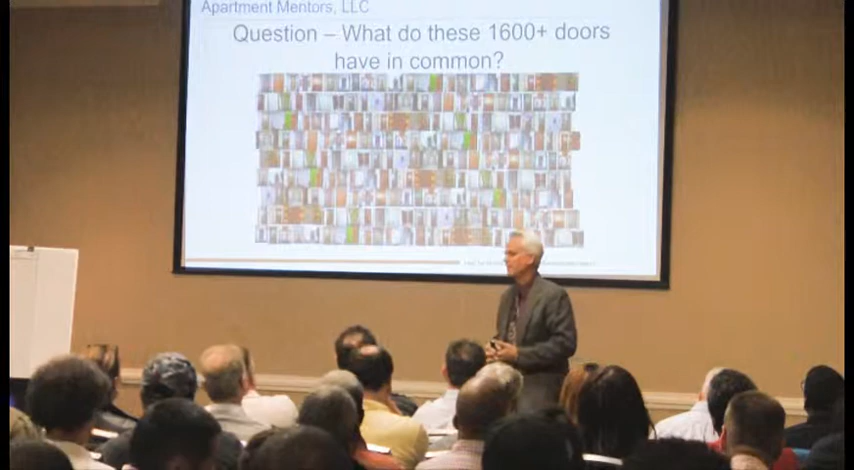 Apartment Mentors, LLC
Question – What do these 1600+ doors
have in common?